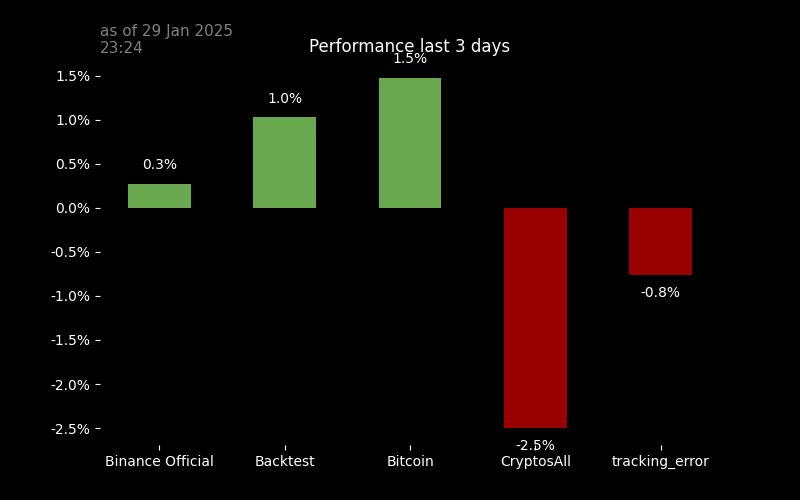 as of 29 Jan 2025
23:24
Performance last 3 days
1.5%
1.0%
0.5%
0.0%
-0.5%
-1.0%
-1.5%
-2.0%
-2.5%
0.3%
1.0%
1.5%
-2.5%
-0.8%
Binance Official
Backtest
Bitcoin
CryptosAll
tracking_error